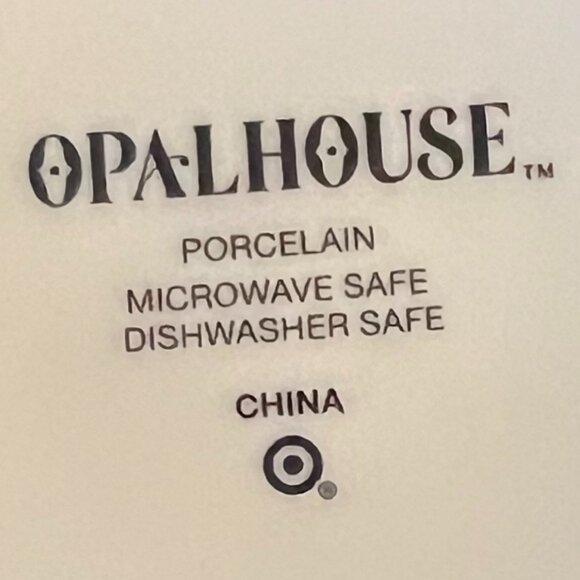 OPALHOUSE™
PORCELAIN
MICROWAVE SAFE
DISHWASHER SAFE
CHINA
®